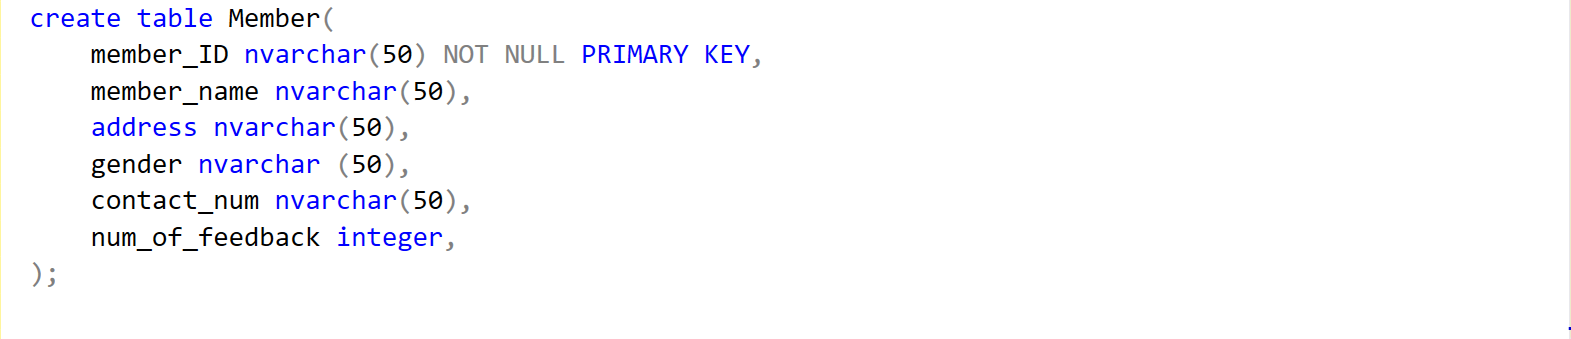 create table Member(
    member_ID nvarchar(50) NOT NULL PRIMARY KEY,
    member_name nvarchar(50),
    address nvarchar(50),
    gender nvarchar (50),
    contact_num nvarchar(50),
    num_of_feedback integer,
);